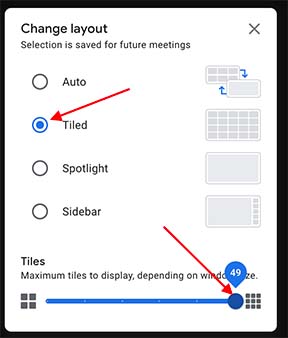 Change layout
Selection is saved for future meetings
Auto
Tiled
Spotlight
Sidebar
Tiles
49
Maximum tiles to display, depending on window size.